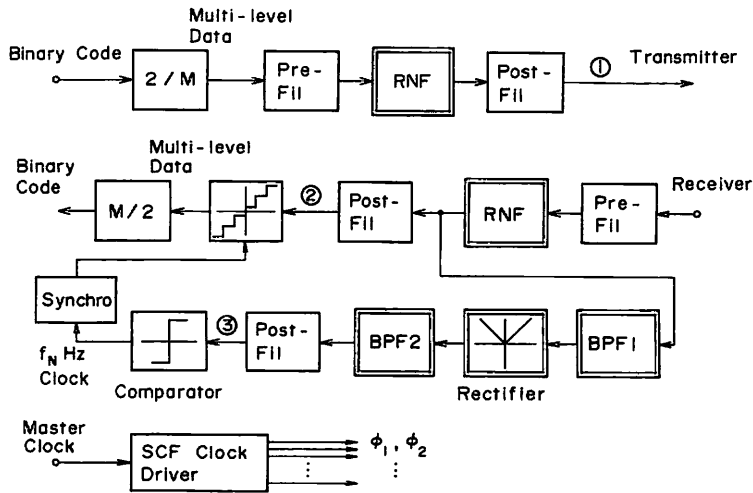 Multi-level
Data
Binary Code
2/M
Pre-
Fil
RNF
Post-
Fil
①
Transmitter
Binary
Code
Multi-level
Data
M/2
②
Post-
Fil
RNF
Pre-
Fil
Receiver
Synchro
f_N Hz
Clock
Comparator
③
Post-
Fil
BPF2
Rectifier
BPF1
Master
Clock
SCF Clock
Driver
ϕ₁, ϕ₂